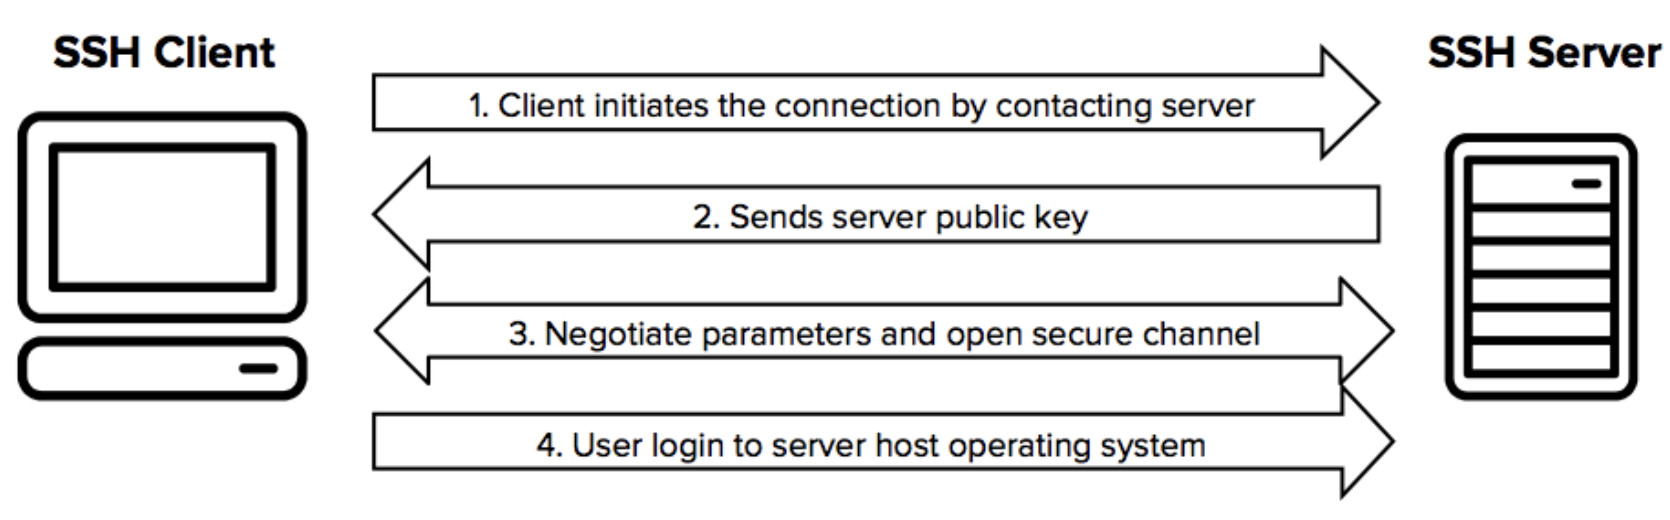 SSH Client
SSH Server
1. Client initiates the connection by contacting server
2. Sends server public key
3. Negotiate parameters and open secure channel
4. User login to server host operating system